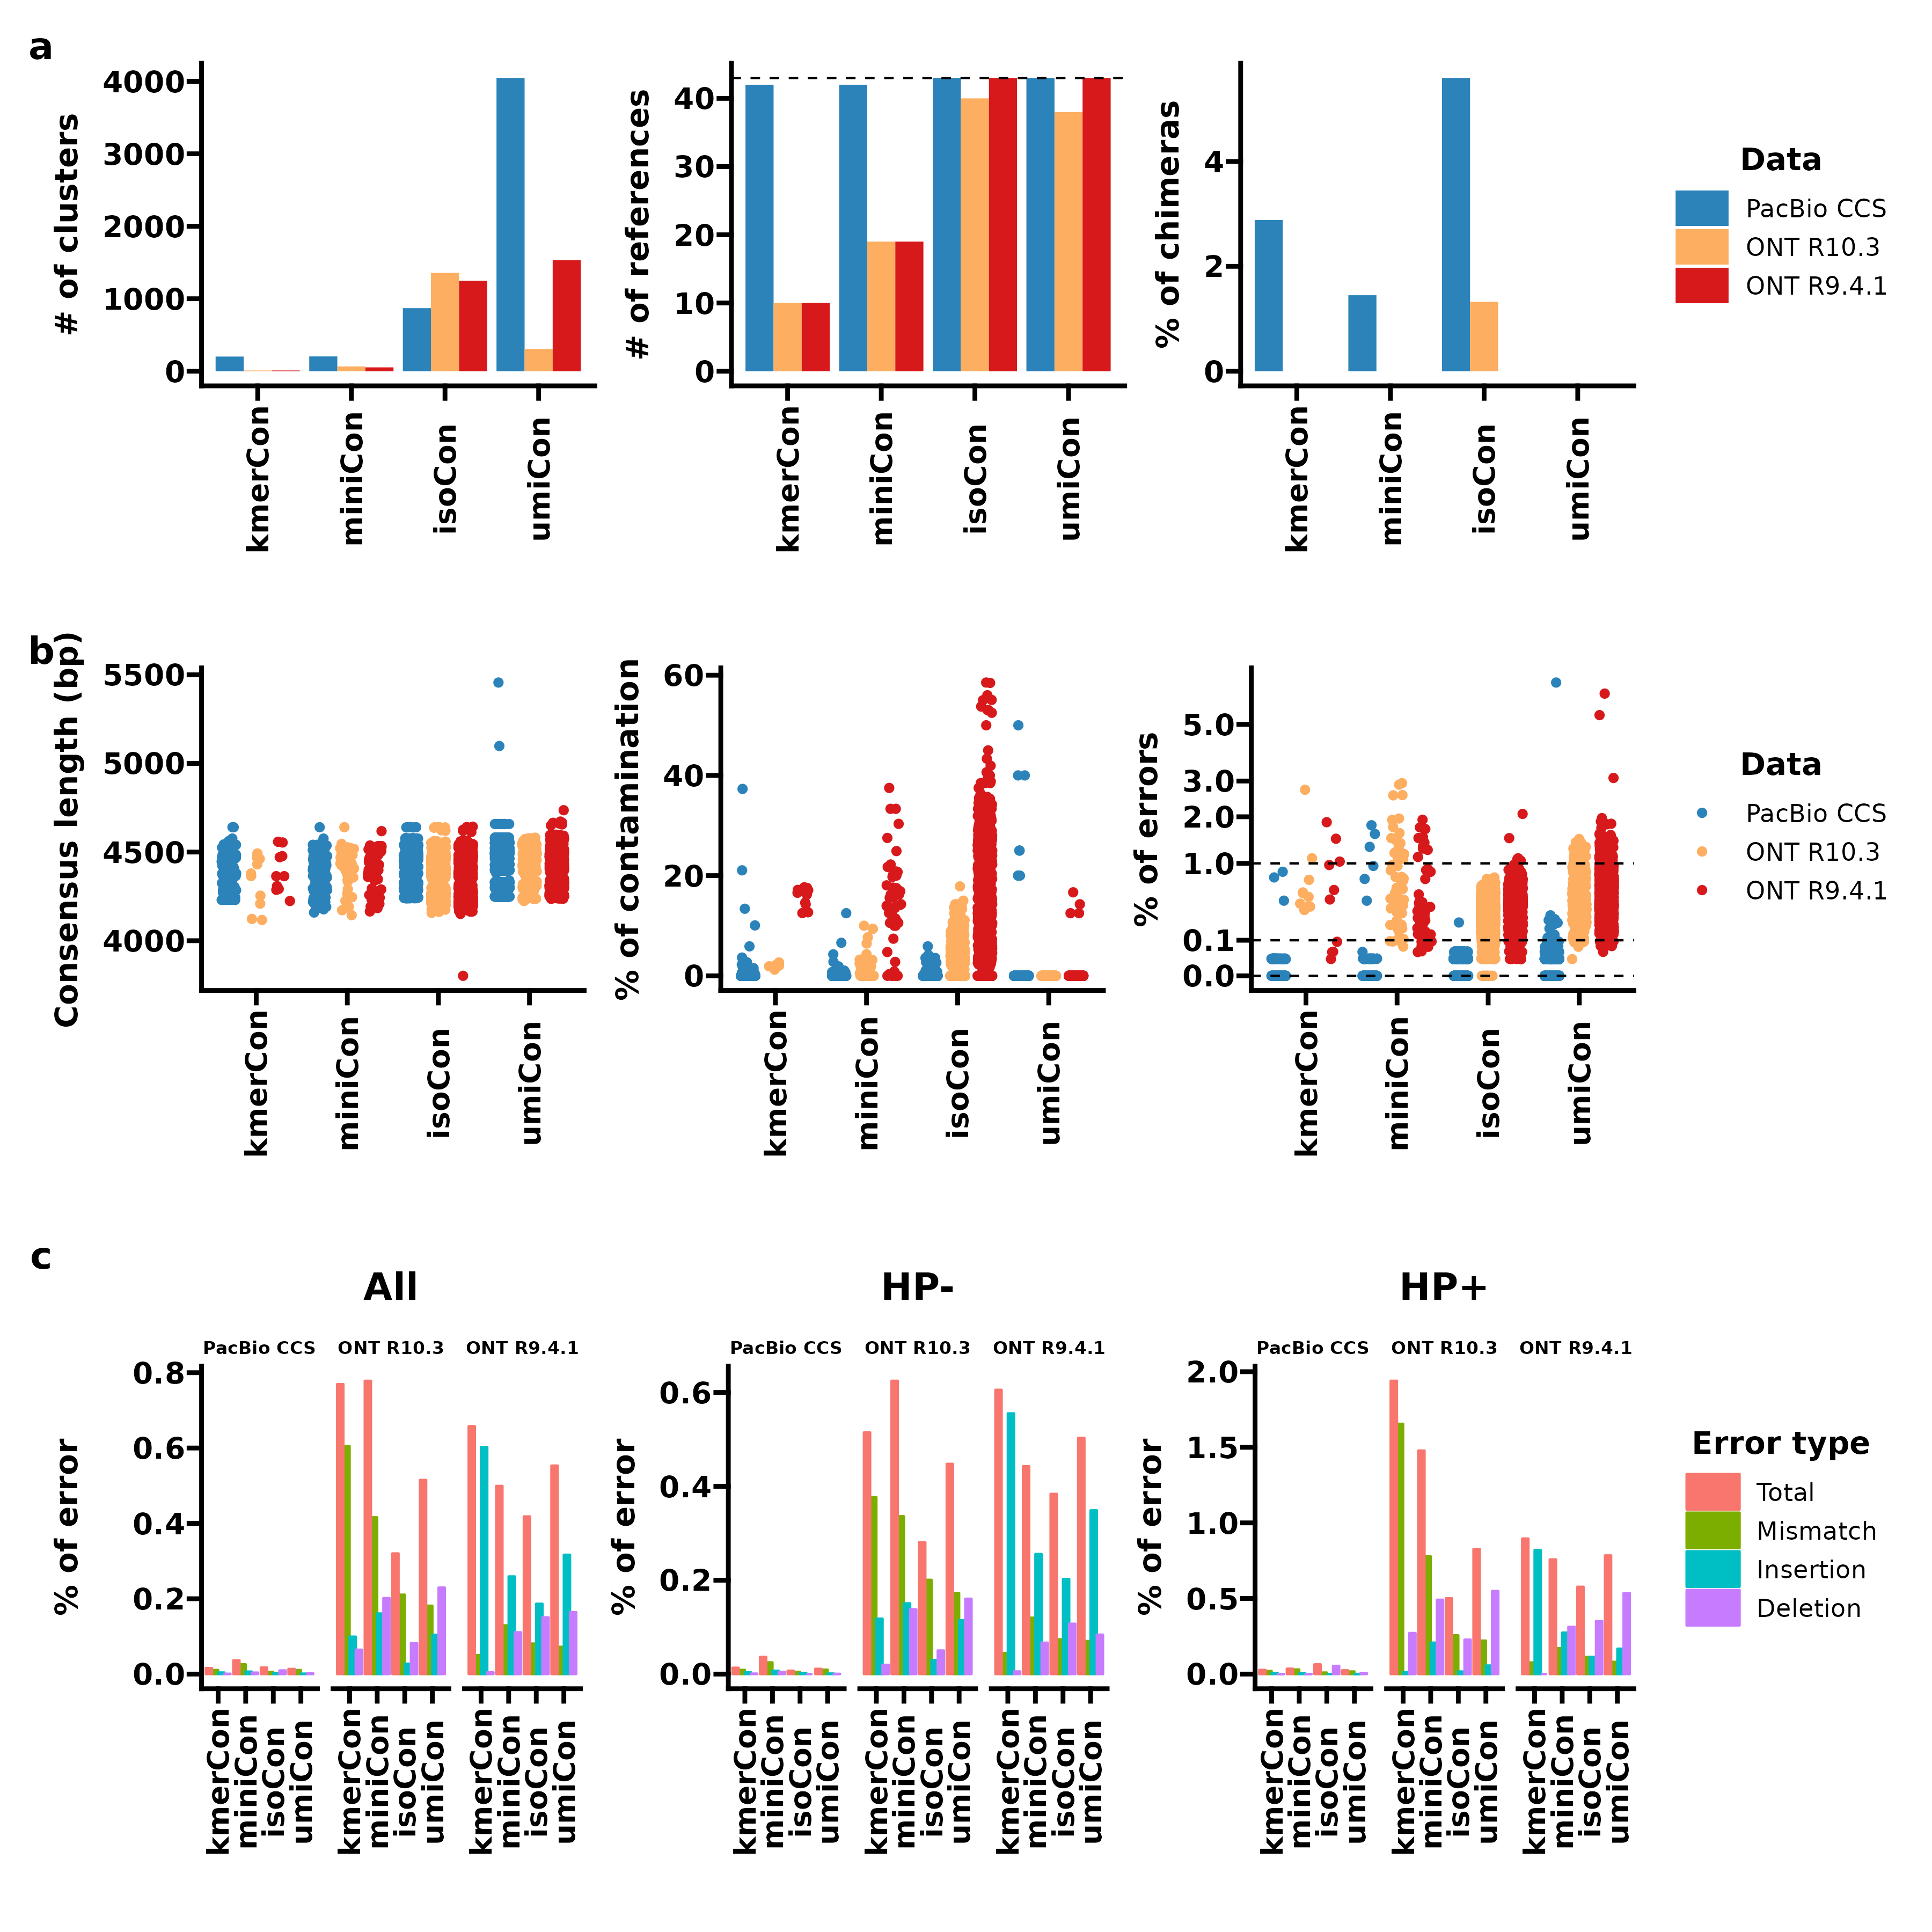 a
# of clusters
4000
3000
2000
1000
0
kmerCon
miniCon
isoCon
umiCon
# of references
40
30
20
10
0
kmerCon
miniCon
isoCon
umiCon
% of chimeras
4
2
0
kmerCon
miniCon
isoCon
umiCon
Data
PacBio CCS
ONT R10.3
ONT R9.4.1
b
Consensus length (bp)
5500
5000
4500
4000
kmerCon
miniCon
isoCon
umiCon
% of contamination
60
40
20
0
kmerCon
miniCon
isoCon
umiCon
% of errors
5.0
3.0
2.0
1.0
0.1
0.0
kmerCon
miniCon
isoCon
umiCon
Data
PacBio CCS
ONT R10.3
ONT R9.4.1
c
All
PacBio CCS
ONT R10.3
ONT R9.4.1
% of error
0.8
0.6
0.4
0.2
0.0
kmerCon
miniCon
isoCon
umiCon
kmerCon
miniCon
isoCon
umiCon
kmerCon
miniCon
isoCon
umiCon
HP-
PacBio CCS
ONT R10.3
ONT R9.4.1
% of error
0.6
0.4
0.2
0.0
kmerCon
miniCon
isoCon
umiCon
kmerCon
miniCon
isoCon
umiCon
kmerCon
miniCon
isoCon
umiCon
HP+
PacBio CCS
ONT R10.3
ONT R9.4.1
% of error
2.0
1.5
1.0
0.5
0.0
kmerCon
miniCon
isoCon
umiCon
kmerCon
miniCon
isoCon
umiCon
kmerCon
miniCon
isoCon
umiCon
Error type
Total
Mismatch
Insertion
Deletion